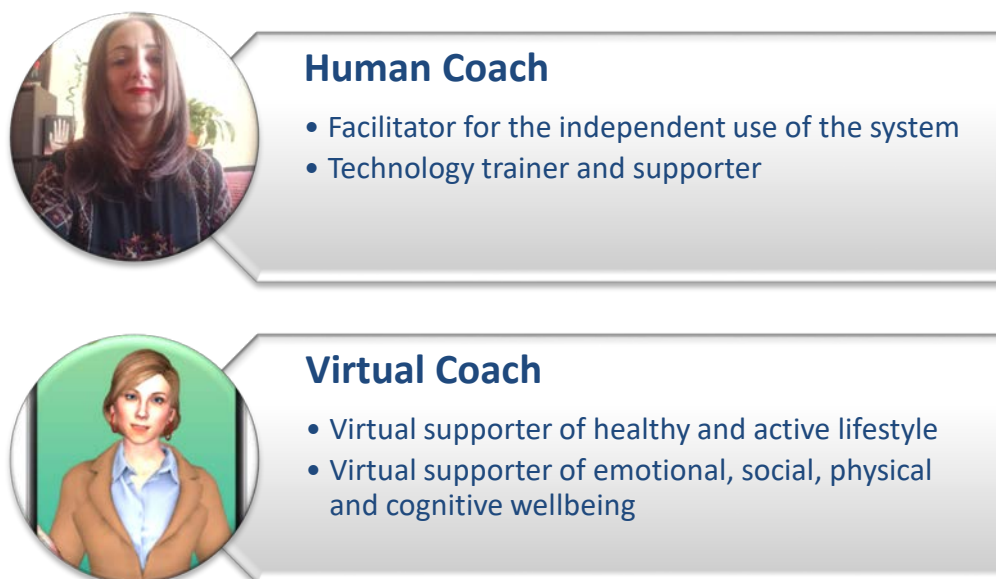 Human Coach
• Facilitator for the independent use of the system
• Technology trainer and supporter
Virtual Coach
• Virtual supporter of healthy and active lifestyle
• Virtual supporter of emotional, social, physical
and cognitive wellbeing